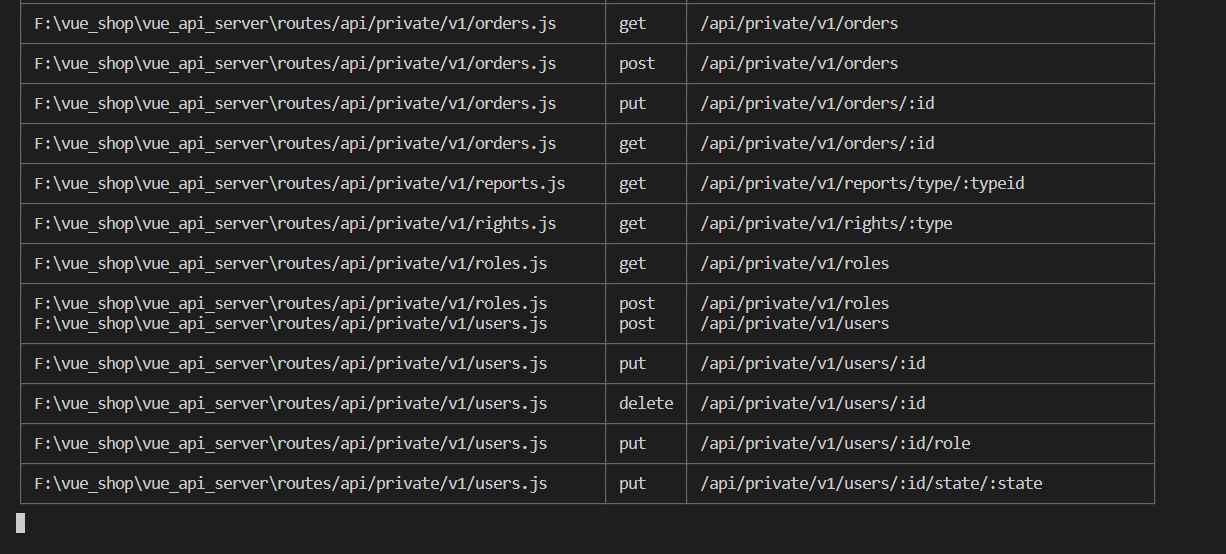 F:\vue_shop\vue_api_server\routes/api/private/v1/orders.js get /api/private/v1/orders
F:\vue_shop\vue_api_server\routes/api/private/v1/orders.js post /api/private/v1/orders
F:\vue_shop\vue_api_server\routes/api/private/v1/orders.js put /api/private/v1/orders/:id
F:\vue_shop\vue_api_server\routes/api/private/v1/orders.js get /api/private/v1/orders/:id
F:\vue_shop\vue_api_server\routes/api/private/v1/reports.js get /api/private/v1/reports/type/:typeid
F:\vue_shop\vue_api_server\routes/api/private/v1/rights.js get /api/private/v1/rights/:type
F:\vue_shop\vue_api_server\routes/api/private/v1/roles.js get /api/private/v1/roles
F:\vue_shop\vue_api_server\routes/api/private/v1/roles.js post /api/private/v1/roles
F:\vue_shop\vue_api_server\routes/api/private/v1/users.js post /api/private/v1/users
F:\vue_shop\vue_api_server\routes/api/private/v1/users.js put /api/private/v1/users/:id
F:\vue_shop\vue_api_server\routes/api/private/v1/users.js delete /api/private/v1/users/:id
F:\vue_shop\vue_api_server\routes/api/private/v1/users.js put /api/private/v1/users/:id/role
F:\vue_shop\vue_api_server\routes/api/private/v1/users.js put /api/private/v1/users/:id/state/:state